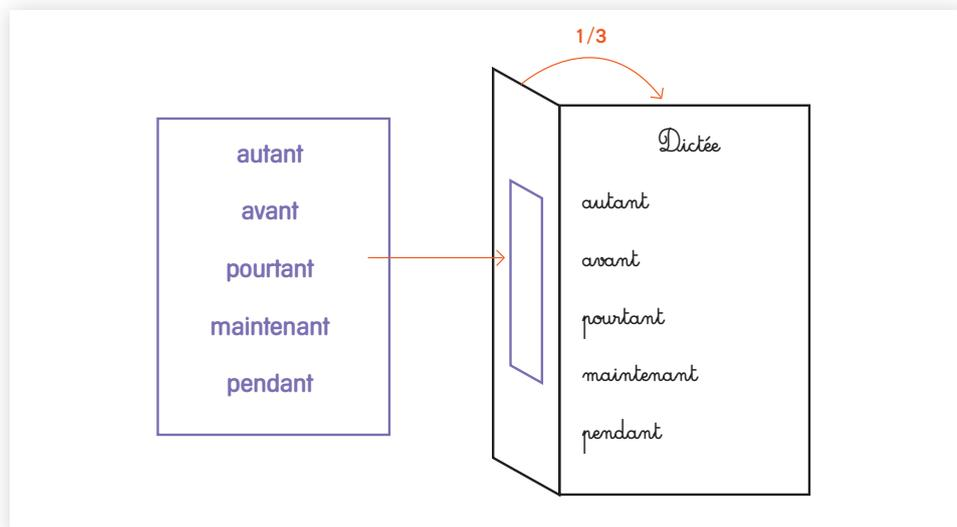 1/3
autant
avant
pourtant
maintenant
pendant
Dictée
autant
avant
pourtant
maintenant
pendant